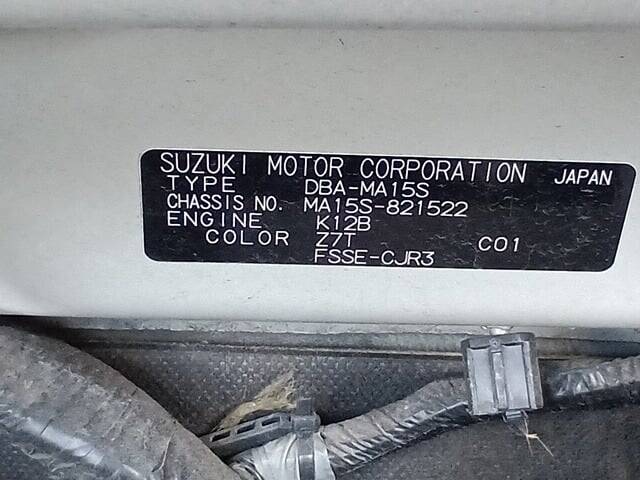 SUZUKI MOTOR CORPORATION JAPAN
TYPE DBA-MA15S
CHASSIS NO. MA15S-821522
ENGINE K12B
COLOR Z7T C01
FSSE-CJR3